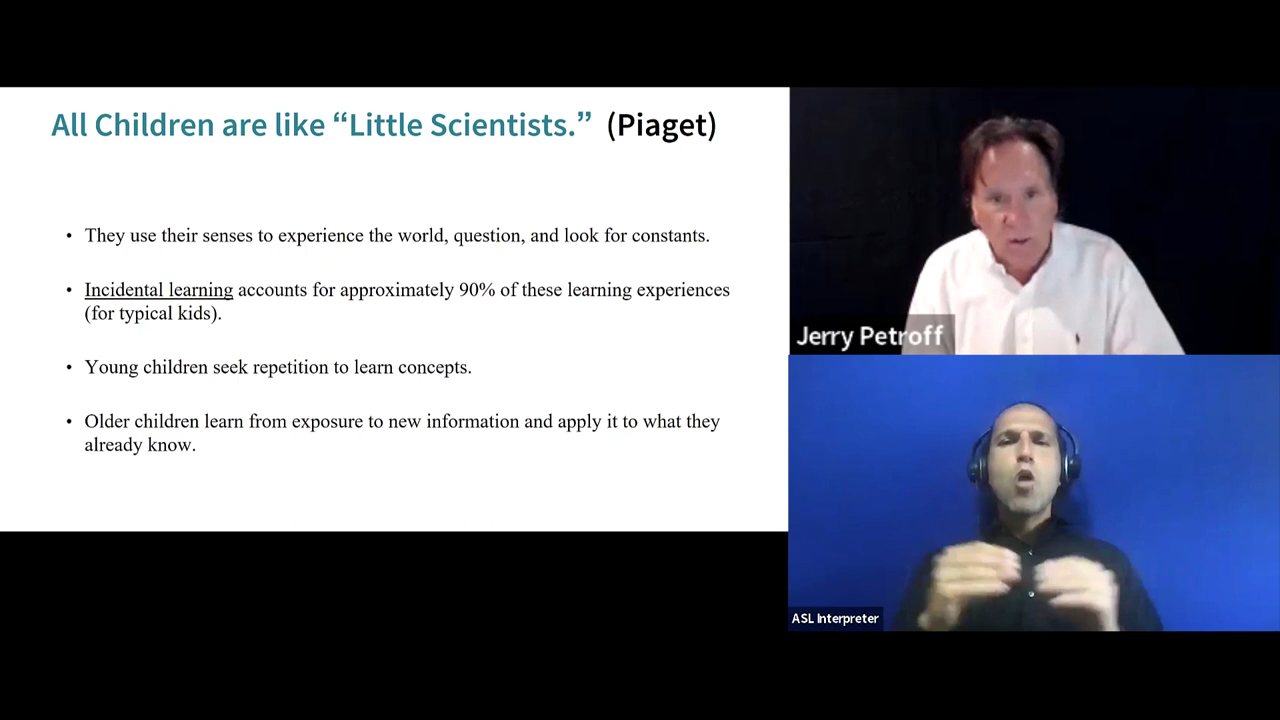 All Children are like “Little Scientists.” (Piaget)
• They use their senses to experience the world, question, and look for constants.
• Incidental learning accounts for approximately 90% of these learning experiences
(for typical kids).
• Young children seek repetition to learn concepts.
• Older children learn from exposure to new information and apply it to what they
already know.
Jerry Petroff
ASL Interpreter